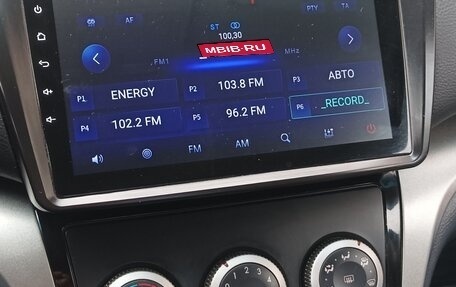 AF
PTY TA
ST
100,30
MBIB-RU
FM1
MHz
P1 ENERGY
P2 103.8 FM
P3 АВТО
P4 102.2 FM
P5 96.2 FM
P6 _RECORD_
FM
AM